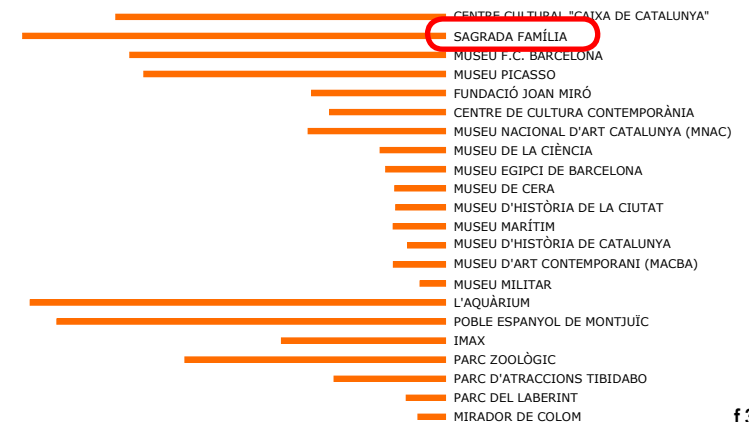 CENTRE CULTURAL "CAIXA DE CATALUNYA"
SAGRADA FAMÍLIA
MUSEU F.C. BARCELONA
MUSEU PICASSO
FUNDACIÓ JOAN MIRÓ
CENTRE DE CULTURA CONTEMPORÀNIA
MUSEU NACIONAL D'ART CATALUNYA (MNAC)
MUSEU DE LA CIÈNCIA
MUSEU EGIPCI DE BARCELONA
MUSEU DE CERA
MUSEU D'HISTÒRIA DE LA CIUTAT
MUSEU MARÍTIM
MUSEU D'HISTÒRIA DE CATALUNYA
MUSEU D'ART CONTEMPORANI (MACBA)
MUSEU MILITAR
L'AQUÀRIUM
POBLE ESPANYOL DE MONTJUÏC
IMAX
PARC ZOOLÒGIC
PARC D'ATRACCIONS TIBIDABO
PARC DEL LABERINT
MIRADOR DE COLOM